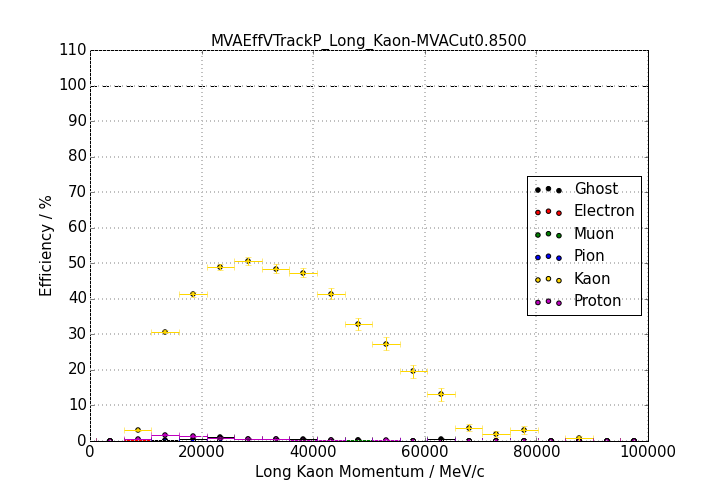 MVAEffVTrackP_Long_Kaon-MVACut0.8500
110
100
90
80
70
60
50
40
30
20
10
0
Efficiency / %
Ghost
Electron
Muon
Pion
Kaon
Proton
0 20000 40000 60000 80000 100000
Long Kaon Momentum / MeV/c